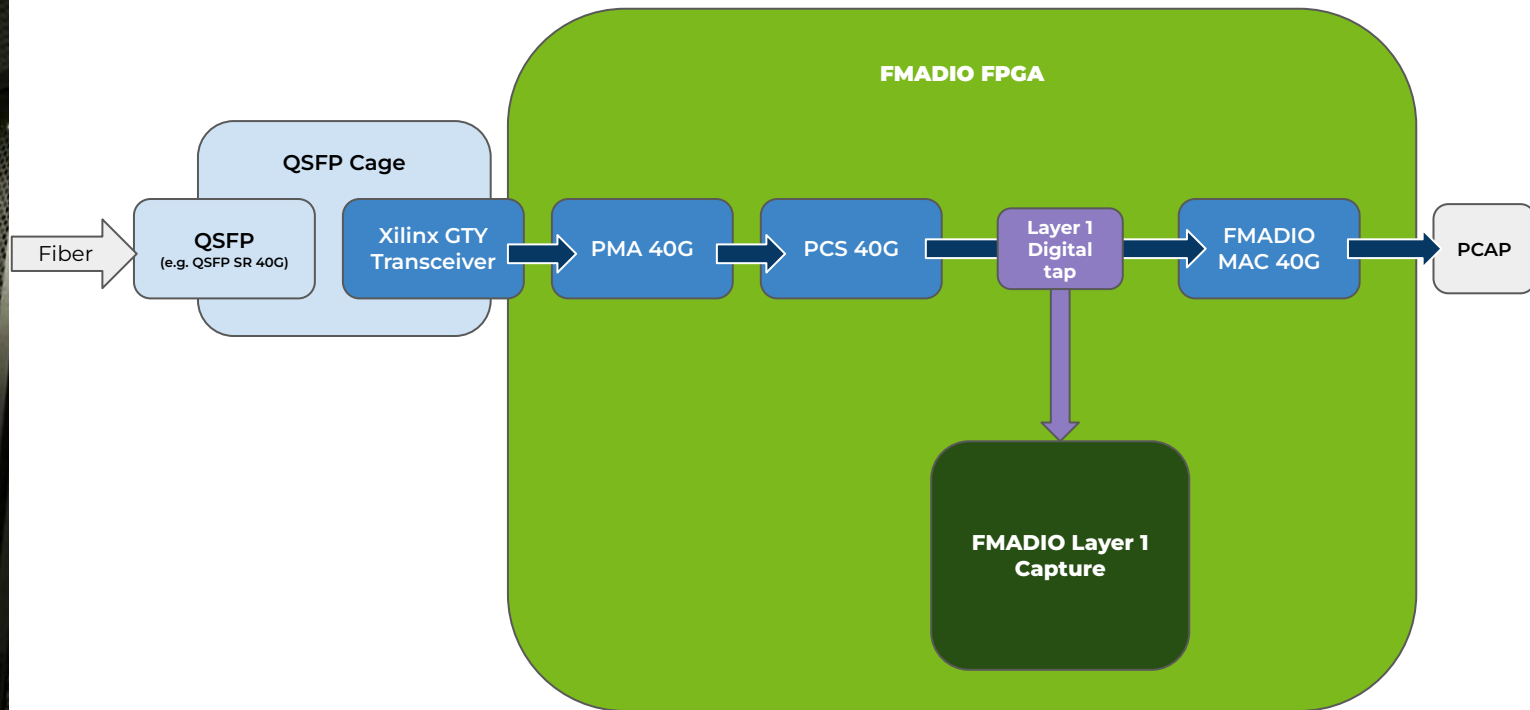 FMADIO FPGA
QSFP Cage
Fiber
QSFP
(e.g. QSFP SR 40G)
Xilinx GTY
Transceiver
PMA 40G
PCS 40G
Layer 1
Digital
tap
FMADIO
MAC 40G
PCAP
FMADIO Layer 1
Capture